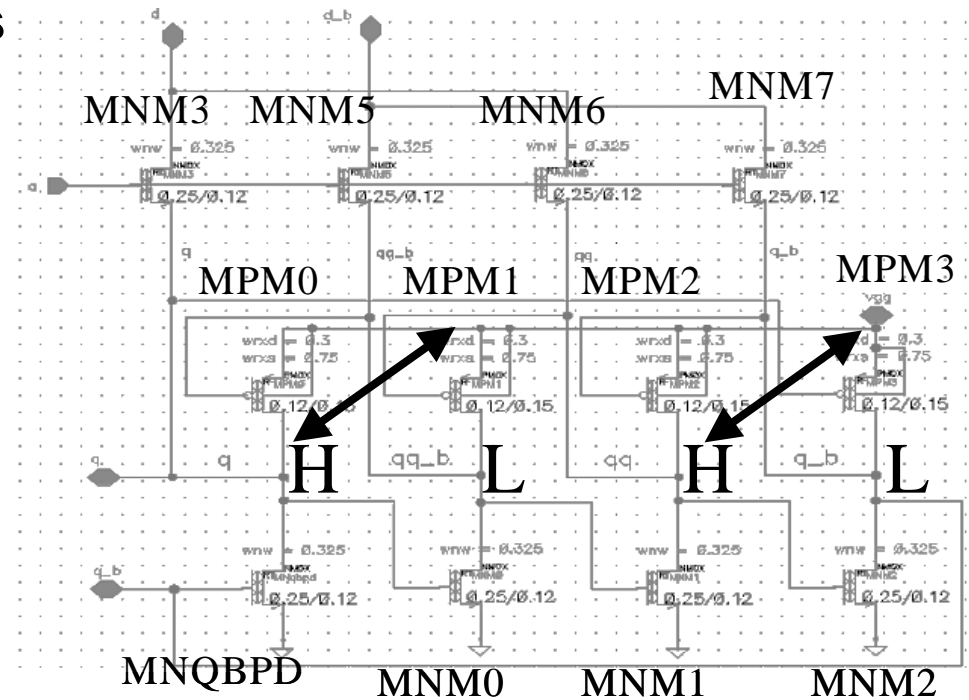 s
d d_b
MNM3 MNM5 MNM6 MNM7
wnw = 0.325 wnw = 0.325 wnw = 0.325 wnw = 0.325
0.25/0.12 0.25/0.12 0.25/0.12 0.25/0.12
q qq_b qq q_b
MPM0 MPM1 MPM2 MPM3
vgg
wrxd = 0.3 wrxd = 0.3 wrxd = 0.3 = 0.3
wrxs = 0.75 wrxs = 0.75 wrxs = 0.75 = 0.75
0.12/0.15 0.12/0.15 0.12/0.15 0.12/0.15
q q H qq_b L qq H q_b L
wnw = 0.325 wnw = 0.325 wnw = 0.325 wnw = 0.325
q_b
0.25/0.12 0.25/0.12 0.25/0.12 0.25/0.12
MNQBPD MNM0 MNM1 MNM2